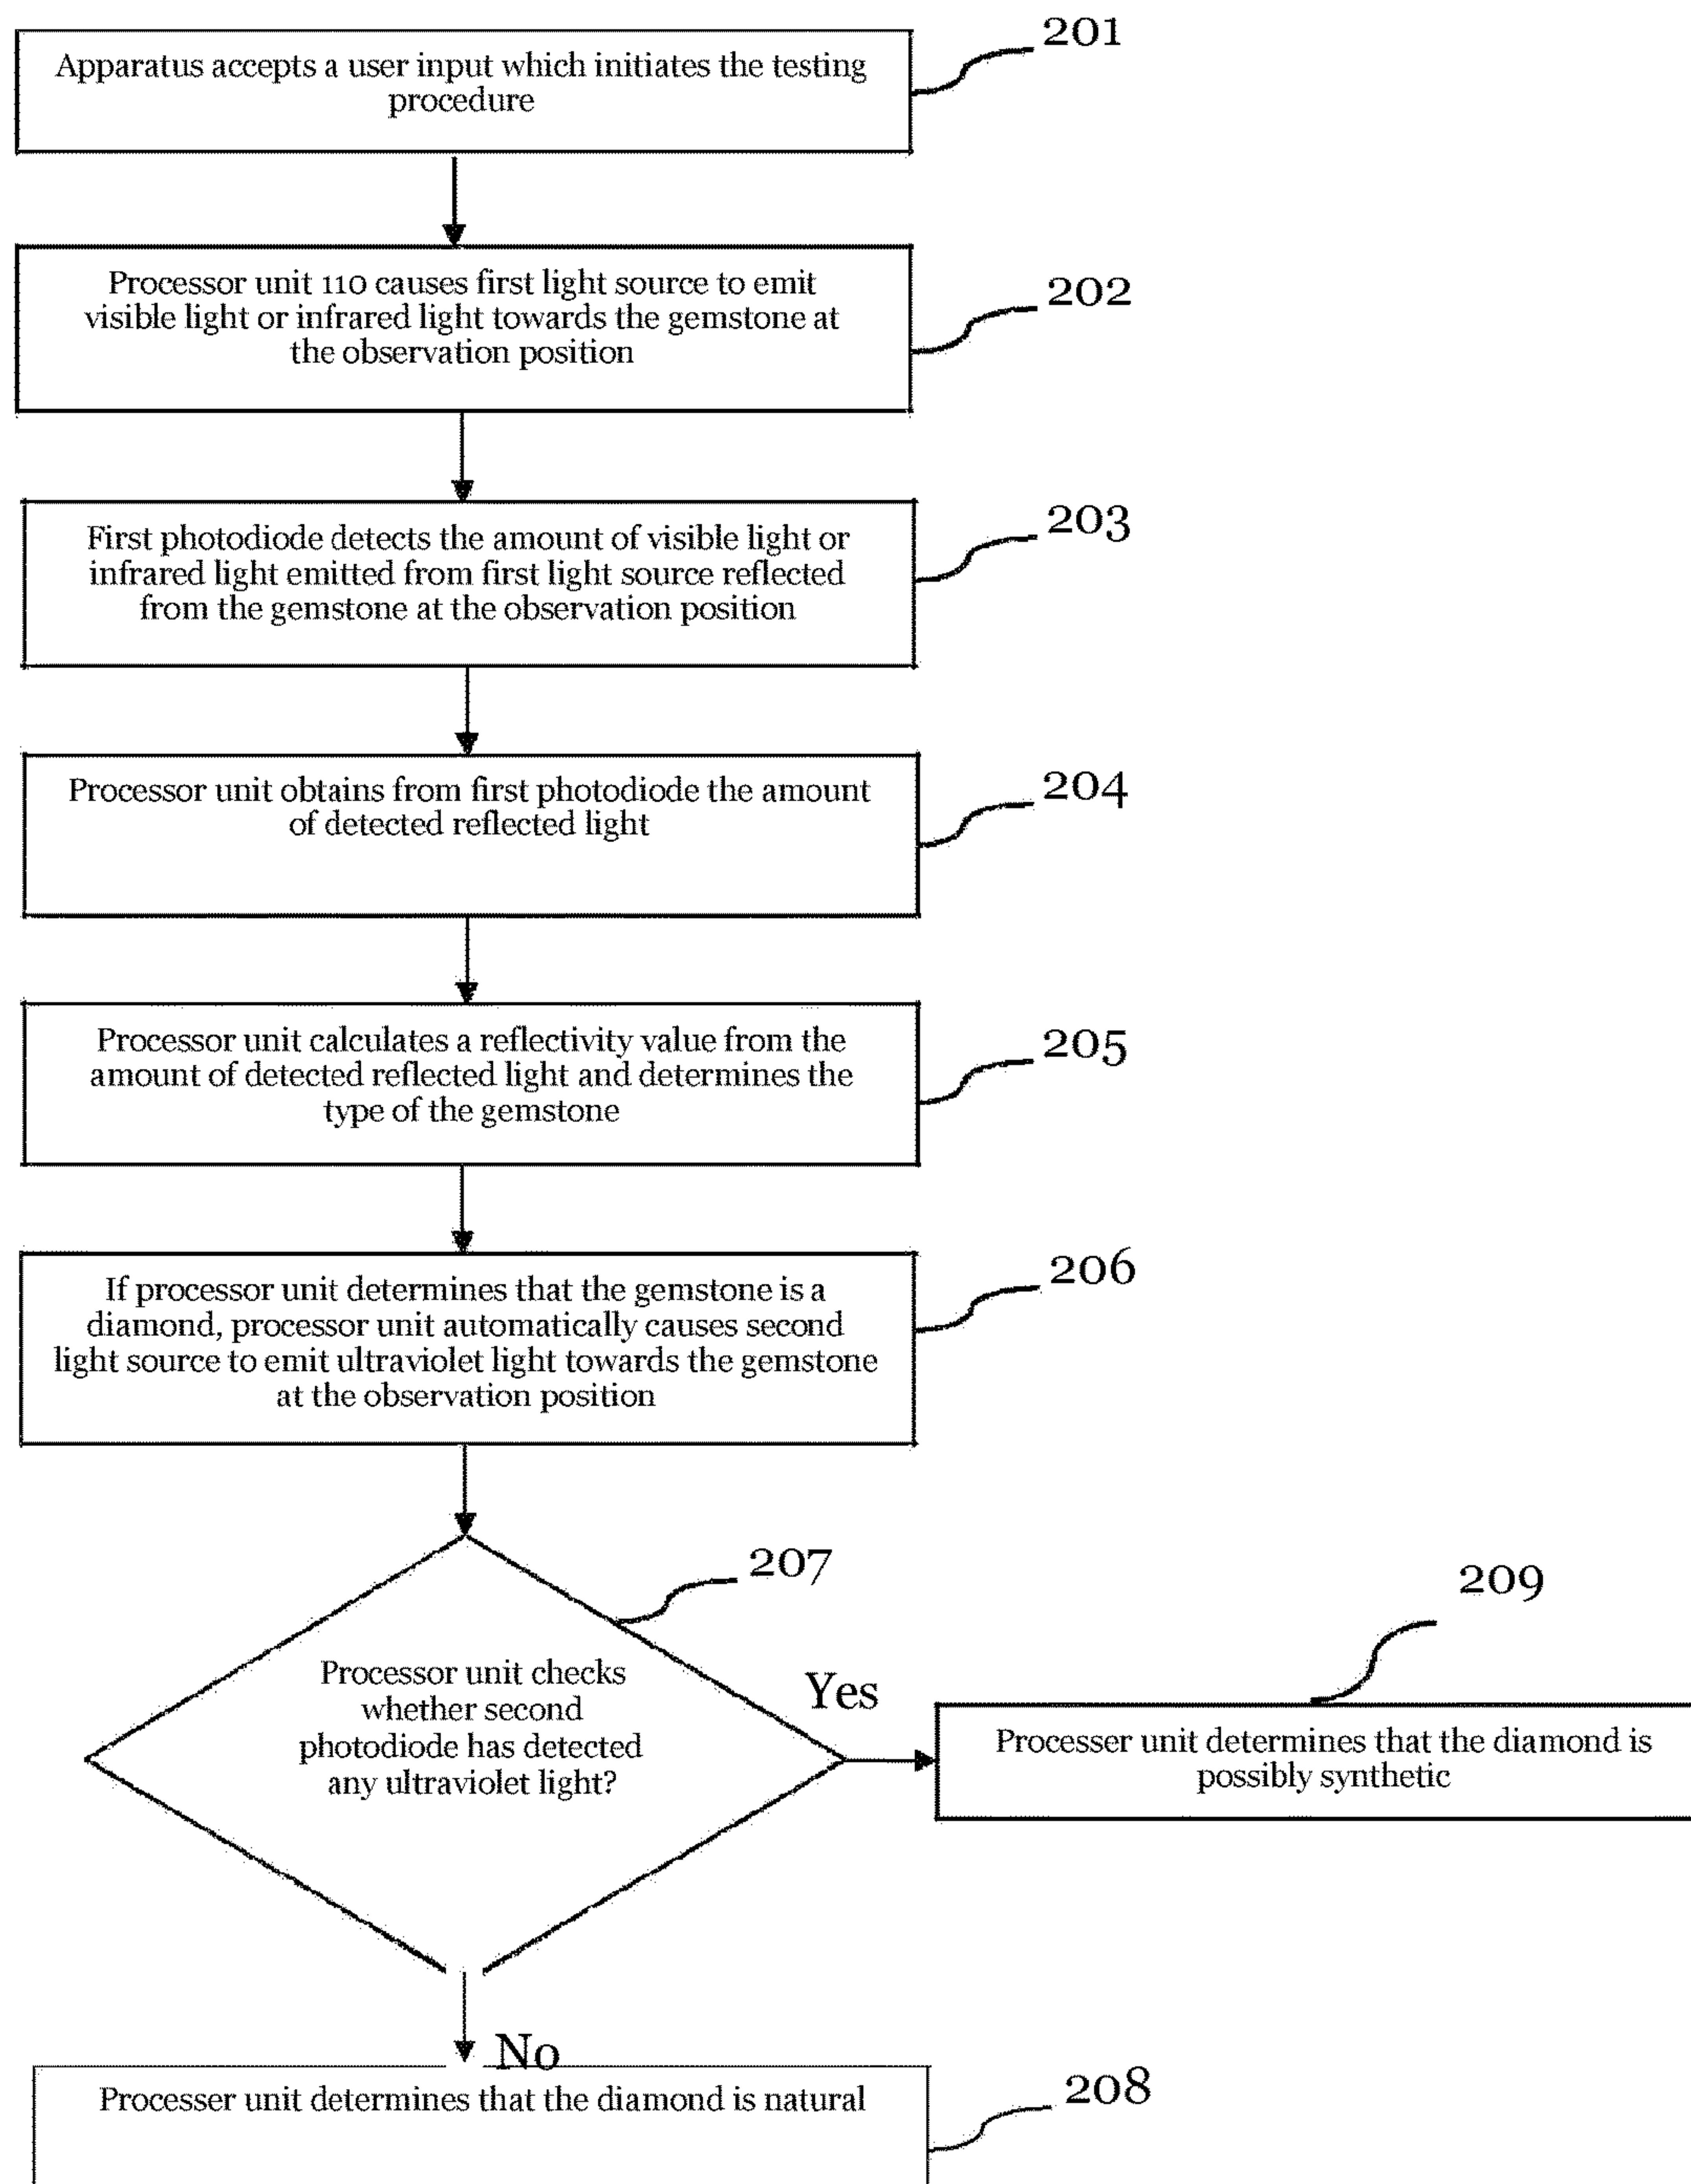 Apparatus accepts a user input which initiates the testing
procedure
201
Processor unit 110 causes first light source to emit
visible light or infrared light towards the gemstone at
the observation position
202
First photodiode detects the amount of visible light or
infrared light emitted from first light source reflected
from the gemstone at the observation position
203
Processor unit obtains from first photodiode the amount
of detected reflected light
204
Processor unit calculates a reflectivity value from the
amount of detected reflected light and determines the
type of the gemstone
205
If processor unit determines that the gemstone is a
diamond, processor unit automatically causes second
light source to emit ultraviolet light towards the gemstone
at the observation position
206
Processor unit checks
whether second
photodiode has detected
any ultraviolet light?
207
Yes
Processer unit determines that the diamond is
possibly synthetic
209
No
Processer unit determines that the diamond is natural
208